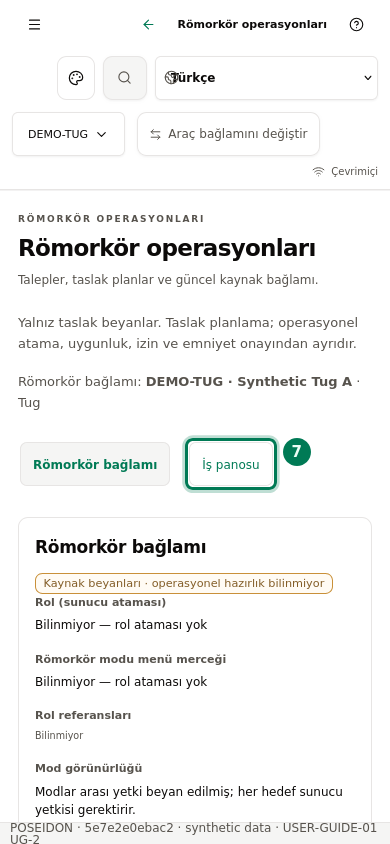 Römorkör operasyonları
Türkçe
DEMO-TUG
Araç bağlamını değiştir
Çevrimiçi
RÖMORKÖR OPERASYONLARI
Römorkör operasyonları
Talepler, taslak planlar ve güncel kaynak bağlamı.
Yalnız taslak beyanlar. Taslak planlama; operasyonel
atama, uygunluk, izin ve emniyet onayından ayrıdır.
Römorkör bağlamı: DEMO-TUG · Synthetic Tug A ·
Tug
Römorkör bağlamı
İş panosu
7
Römorkör bağlamı
Kaynak beyanları · operasyonel hazırlık bilinmiyor
Rol (sunucu ataması)
Bilinmiyor — rol ataması yok
Römorkör modu menü merceği
Bilinmiyor — rol ataması yok
Rol referansları
Bilinmiyor
Mod görünürlüğü
Modlar arası yetki beyan edilmiş; her hedef sunucu
yetkisi gerektirir.
POSEIDON · 5e7e2e0ebac2 · synthetic data · USER-GUIDE-01
UG-2